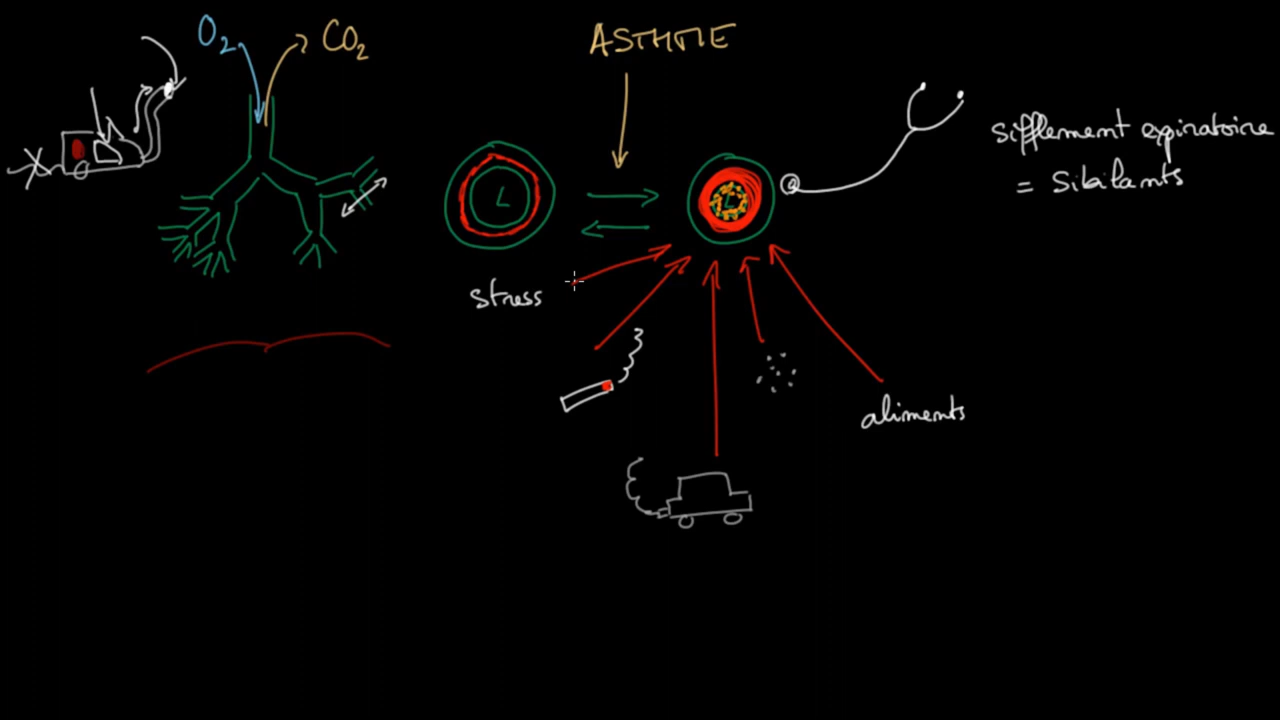 O2
CO2
ASTHME
L
L
sifflement expiratoire
= sibilants
stress
aliments